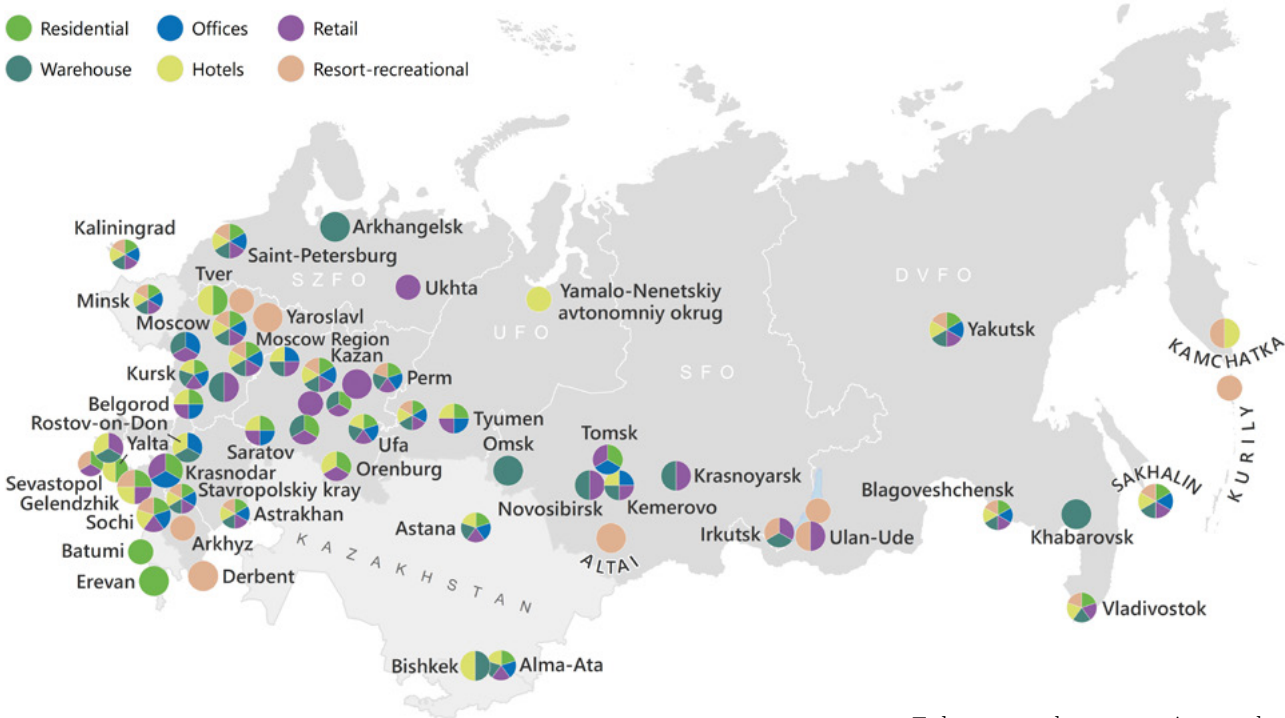 Residential
Offices
Retail
Warehouse
Hotels
Resort-recreational
Kaliningrad
Arkhangelsk
Saint-Petersburg
SZFO
Tver
Ukhta
Minsk
Yaroslavl
Yamalo-Nenetskiy
avtonomniy okrug
DVFO
Moscow
Moscow Region
UFO
Yakutsk
KAMCHATKA
Kazan
Kursk
Perm
SFO
Belgorod
Rostov-on-Don
Tyumen
Yalta
Saratov
Ufa
Omsk
Tomsk
KURILY
Orenburg
Krasnodar
Krasnoyarsk
SAKHALIN
Sevastopol
Gelendzhik
Stavropolskiy kray
Novosibirsk
Kemerovo
Blagoveshchensk
Sochi
Astrakhan
Astana
Irkutsk
Ulan-Ude
Khabarovsk
Arkhyz
ALTAI
Batumi
KAZAKHSTAN
Erevan
Derbent
Vladivostok
Bishkek
Alma-Ata